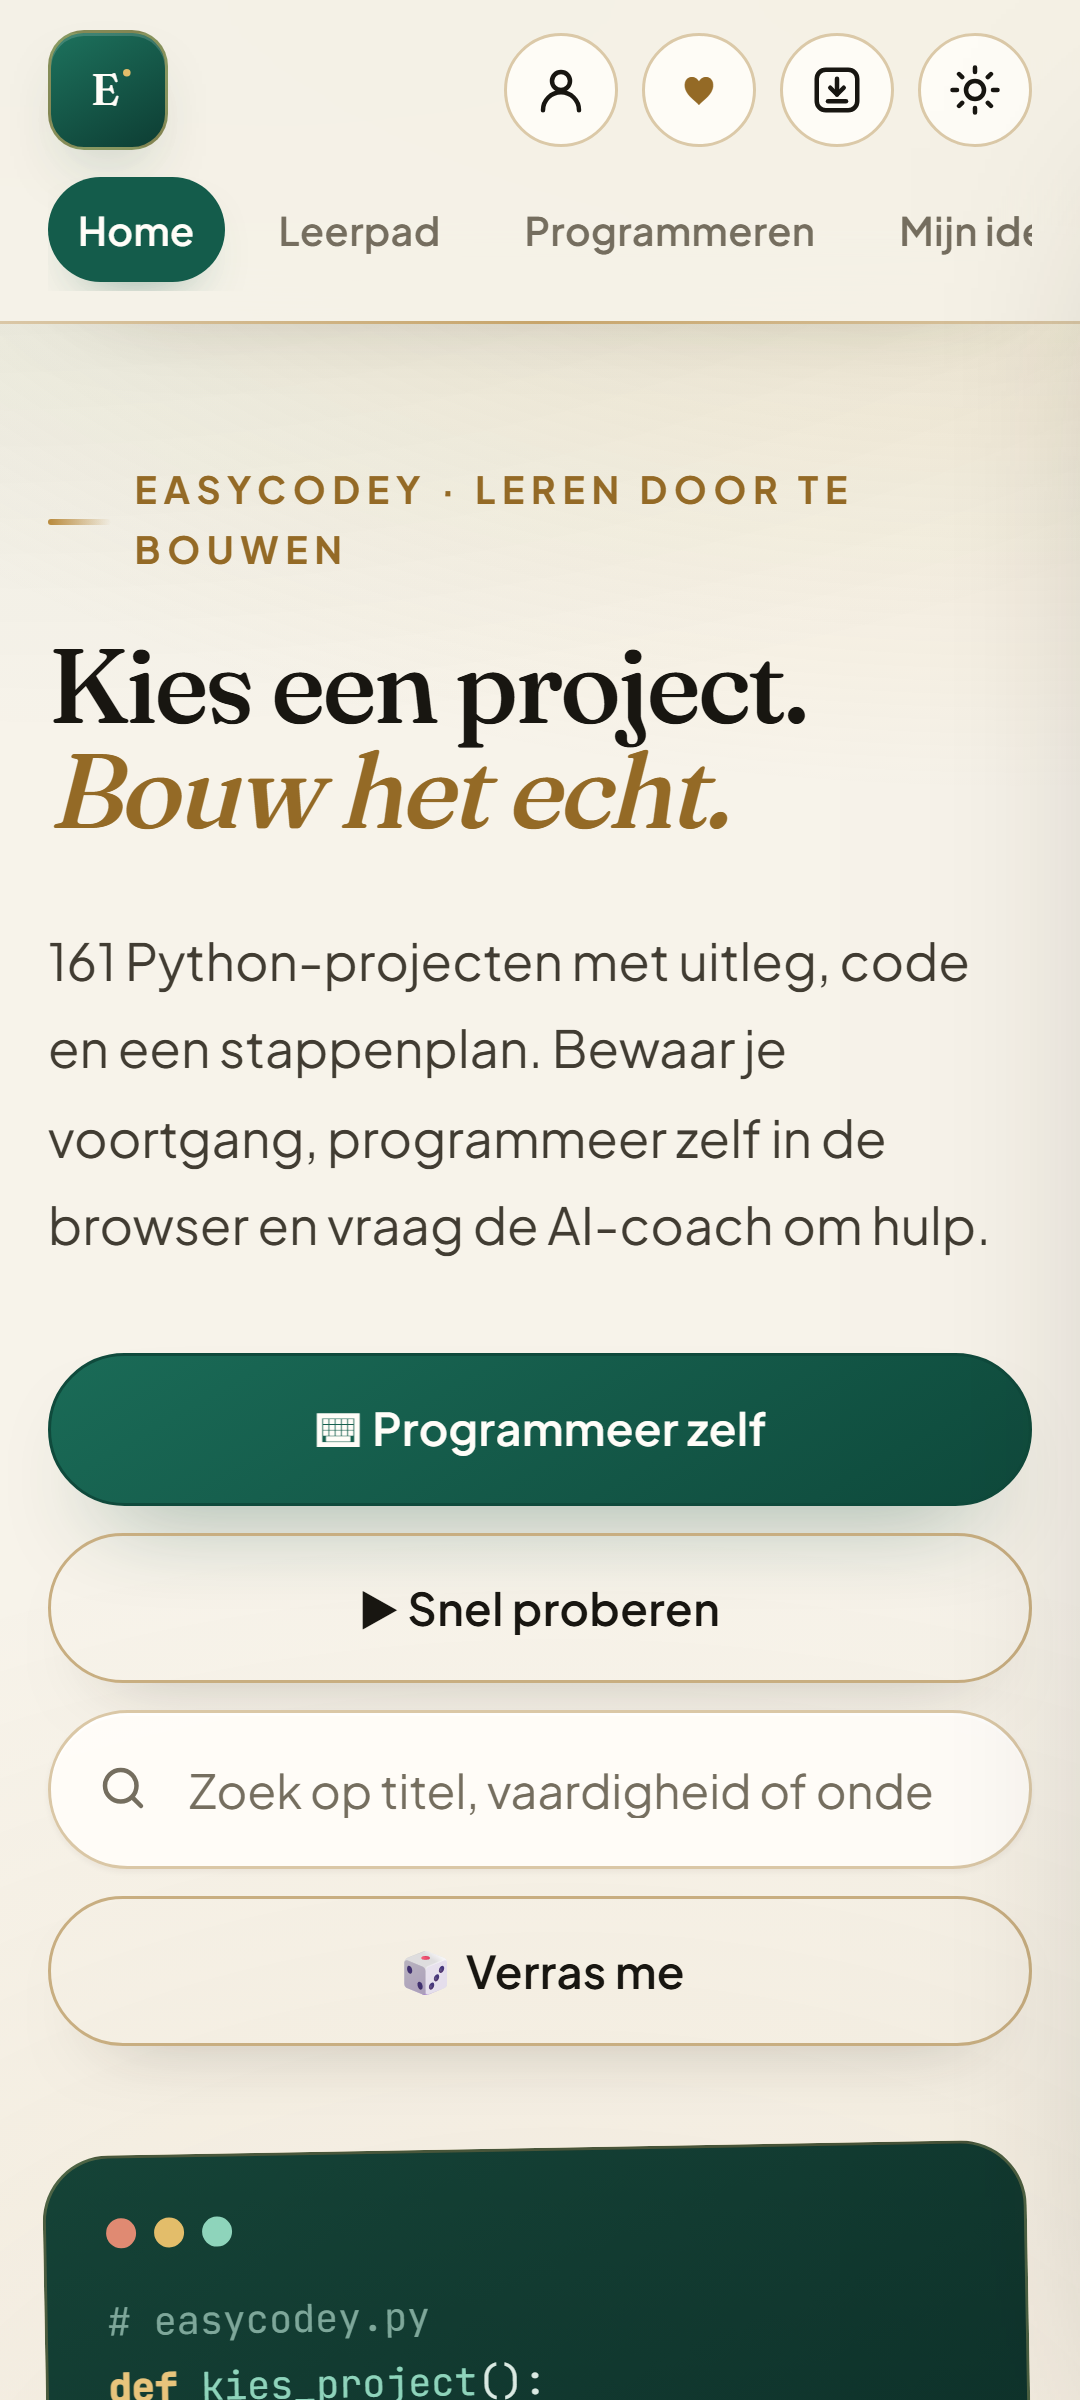 E
Home Leerpad Programmeren Mijn ide
EASYCODEY · LEREN DOOR TE
BOUWEN
Kies een project.
Bouw het echt.
161 Python-projecten met uitleg, code
en een stappenplan. Bewaar je
voortgang, programmeer zelf in de
browser en vraag de AI-coach om hulp.
Programmeer zelf
Snel proberen
Zoek op titel, vaardigheid of onde
Verras me
# easycodey.py
def kies_project():